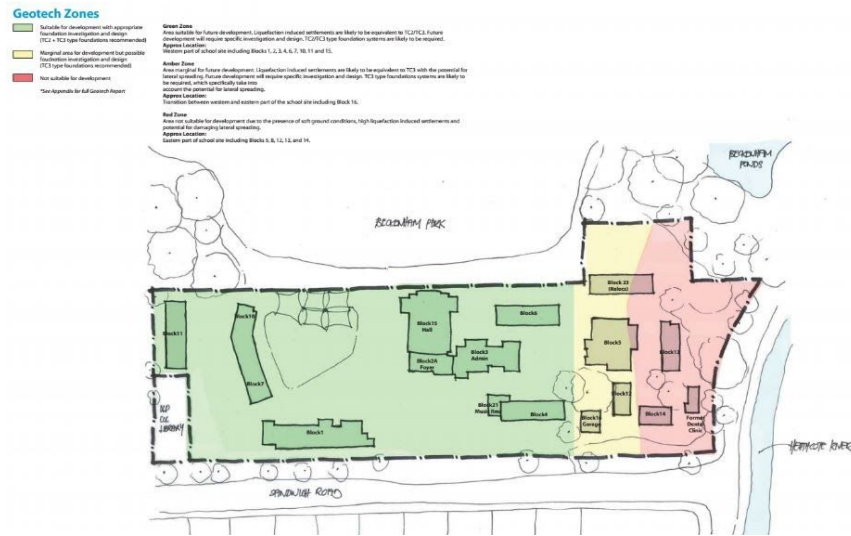 Geotech Zones
Suitable for development with appropriate
foundation investigation and design
(TC2 + TC3 type foundations recommended)
Marginal area for development but possible
foundation investigation and design
(TC3 type foundations recommended)
Not suitable for development
*See Appendix for full Geotech Report
Green Zone
Area suitable for future development. Liquefaction induced settlements are likely to be equivalent to TC2/TC3. Future
development will require specific investigation and design. TC2/TC3 type foundation systems are likely to be required.
Approx Location:
Western part of school site including Blocks 1, 2, 3, 4, 6, 7, 10, 11 and 15.
Amber Zone
Area marginal for future development. Liquefaction induced settlements are likely to be equivalent to TC3 with the potential for
lateral spreading. Future development will require specific investigation and design. TC3 type foundations systems are likely to
be required, which specifically take into
account the potential for lateral spreading.
Approx Location:
Transition between western and eastern part of the school site including Block 16.
Red Zone
Area not suitable for development due to the presence of soft ground conditions, high liquefaction induced settlements and
potential for damaging lateral spreading.
Approx Location:
Eastern part of school site including Blocks 5, 8, 12, 13, and 14.
BECKENHAM
PONDS
BECKENHAM PARK
Block 25
(Reloca)
Block11
Block10
Block15
Hall
Block6
Block5
Block13
Block3
Admin
Foyer
Block7
Block12
Block4
Block16
Garage
Block14
Former
Dental
Clinic
Block1
OLD
CCC
LIBRARY
HEATHCOTE RIVER
SANDWICH ROAD